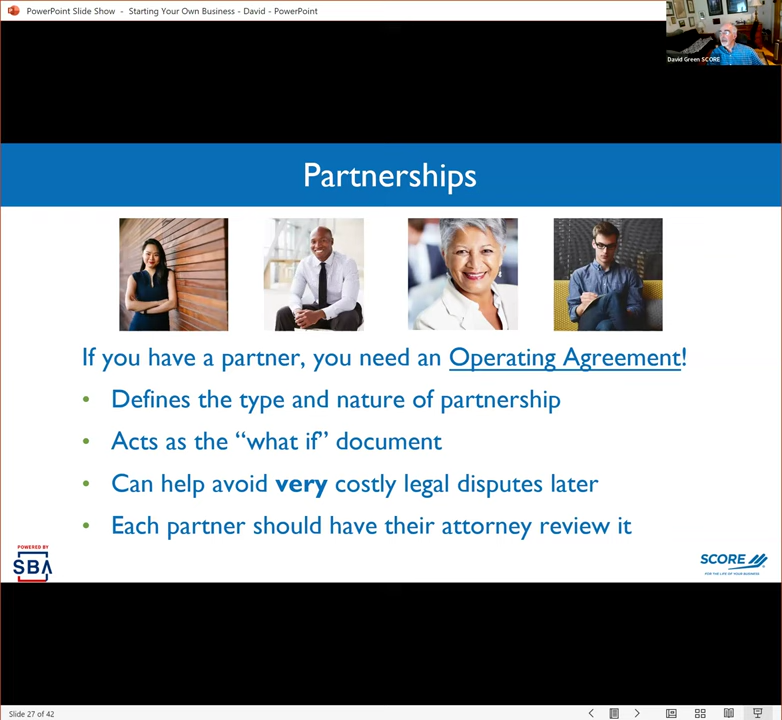 PowerPoint Slide Show - Starting Your Own Business - David - PowerPoint
David Green SCORE
Partnerships
If you have a partner, you need an Operating Agreement!
• Defines the type and nature of partnership
• Acts as the “what if” document
• Can help avoid very costly legal disputes later
• Each partner should have their attorney review it
POWERED BY
SBA
SCORE
FOR THE LIFE OF YOUR BUSINESS
Slide 27 of 42